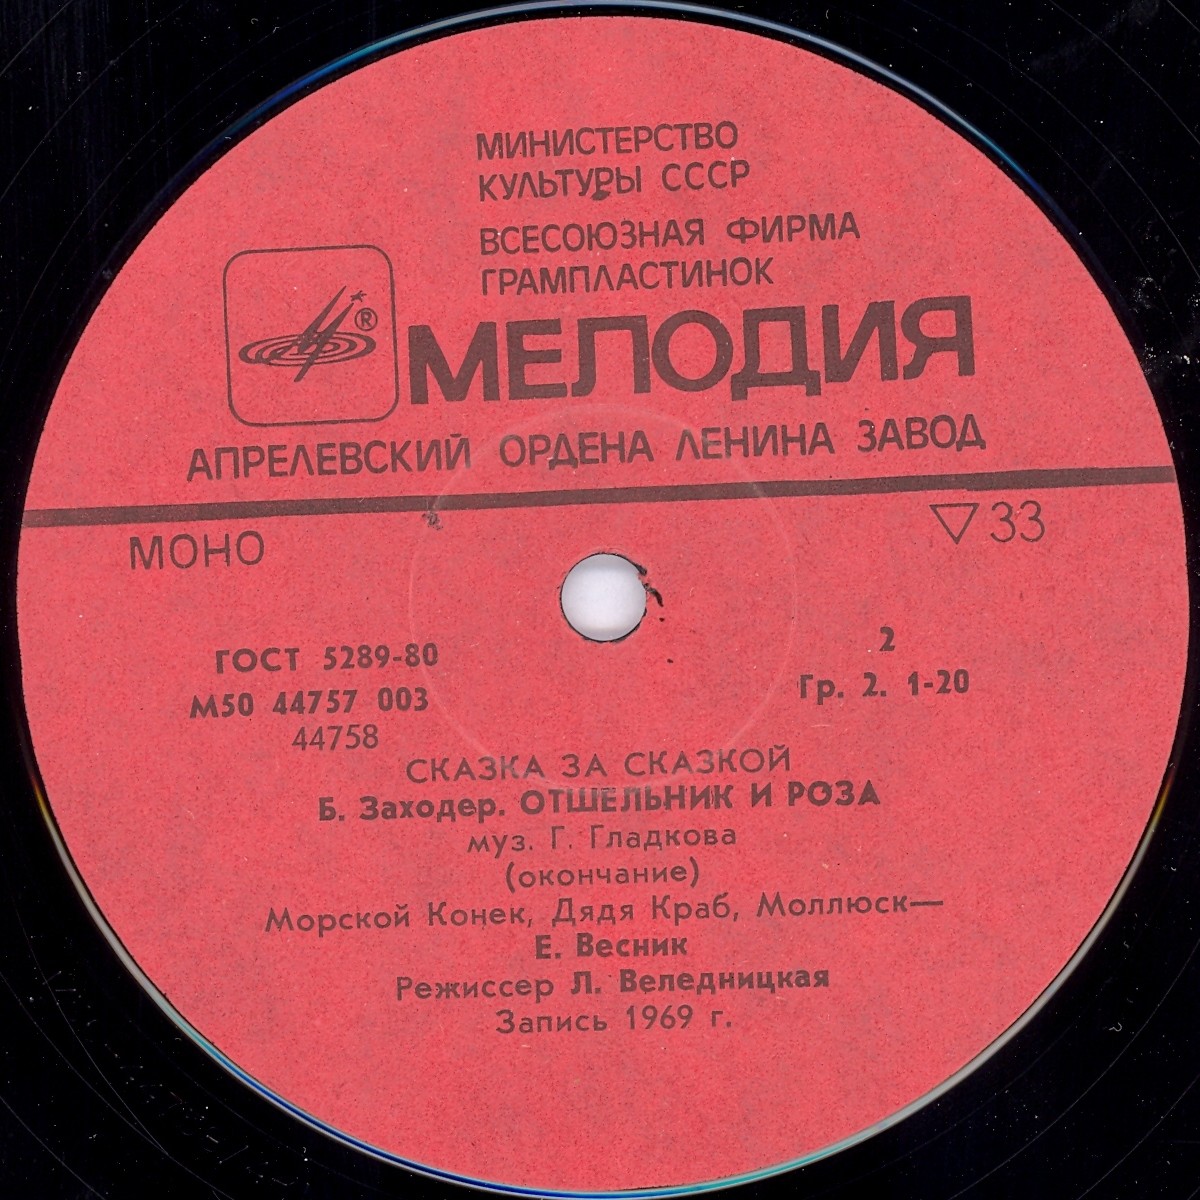 МИНИСТЕРСТВО
КУЛЬТУРЫ СССР
ВСЕСОЮЗНАЯ ФИРМА
ГРАМПЛАСТИНОК
®
МЕЛОДИЯ
АПРЕЛЕВСКИЙ ОРДЕНА ЛЕНИНА ЗАВОД
МОНО
▽33
ГОСТ 5289-80
2
М50 44757 003
Гр. 2. 1-20
44758
СКАЗКА ЗА СКАЗКОЙ
Б. Заходер. ОТШЕЛЬНИК И РОЗА
муз. Г. Гладкова
(окончание)
Морской Конек, Дядя Краб, Моллюск—
Е. Весник
Режиссер Л. Веледницкая
Запись 1969 г.